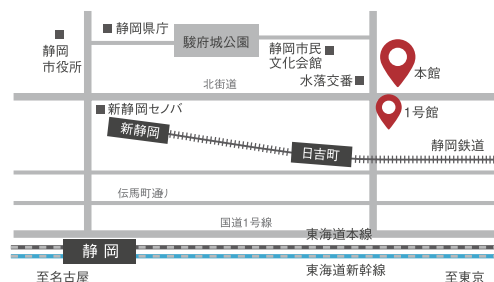 静岡県庁
静岡
市役所
駿府城公園
静岡市民
文化会館
水落交番
本館
北街道
新静岡セノバ
1号館
新静岡
日吉町
静岡鉄道
伝馬町通り
国道1号線
東海道本線
静岡
東海道新幹線
至名古屋
至東京